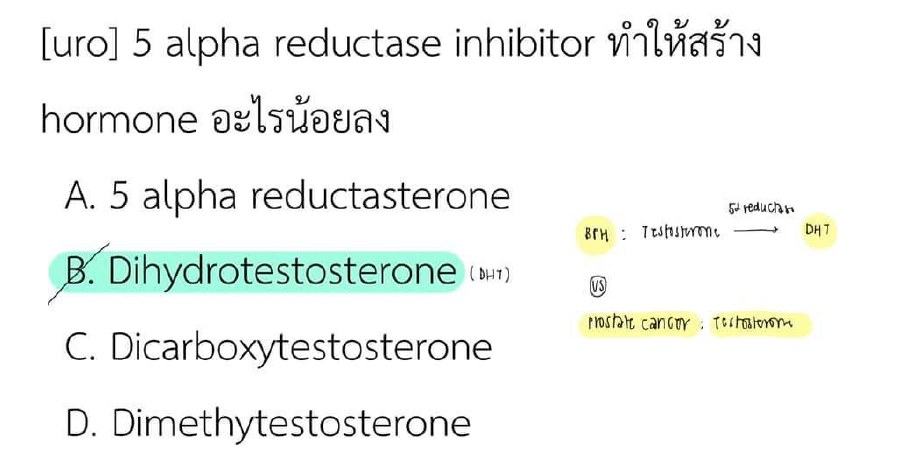 [uro] 5 alpha reductase inhibitor ทำให้สร้าง
hormone อะไรน้อยลง
A. 5 alpha reductasterone
B. Dihydrotestosterone (DHT)
C. Dicarboxytestosterone
D. Dimethytestosterone
5α reductase
BPH : Testosterone → DHT
VS
Prostate cancer : Testosterone